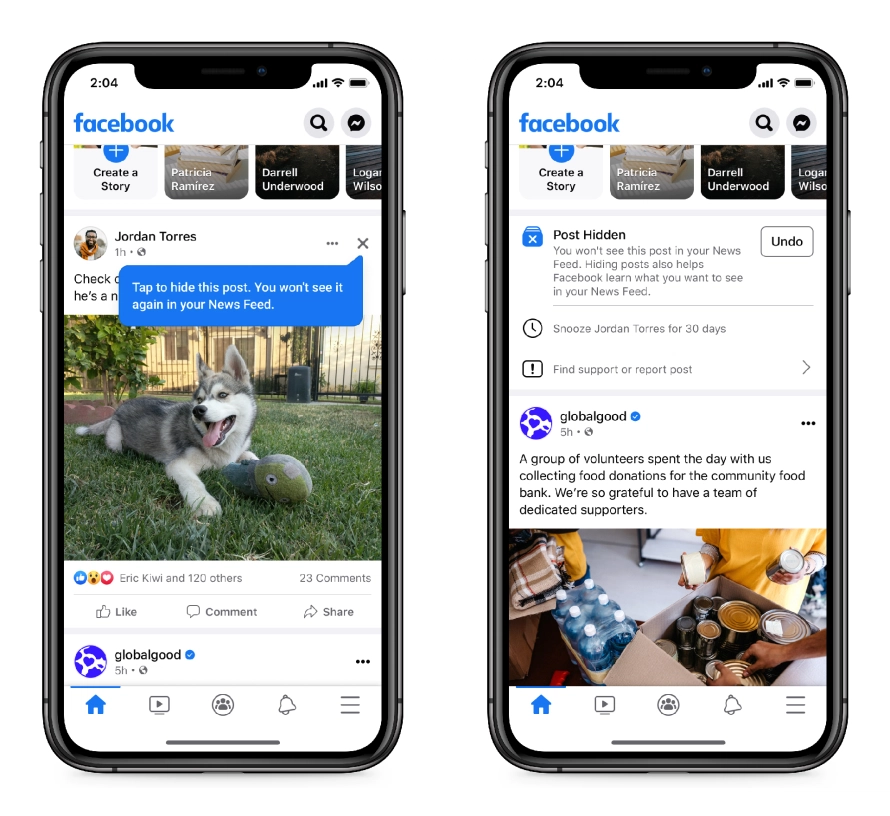 2:04
facebook
Create a
Story
Patricia
Ramírez
Darrell
Underwood
Logan
Wilso
Jordan Torres
1h
Check
he's a n
Tap to hide this post. You won't see it
again in your News Feed.
Eric Kiwi and 120 others
23 Comments
Like
Comment
Share
globalgood
5h
2:04
facebook
Create a
Story
Patricia
Ramírez
Darrell
Underwood
Logar
Wilso
Post Hidden
Undo
You won't see this post in your News
Feed. Hiding posts also helps
Facebook learn what you want to see
in your News Feed.
Snooze Jordan Torres for 30 days
Find support or report post
globalgood
5h
A group of volunteers spent the day with us
collecting food donations for the community food
bank. We're so grateful to have a team of
dedicated supporters.